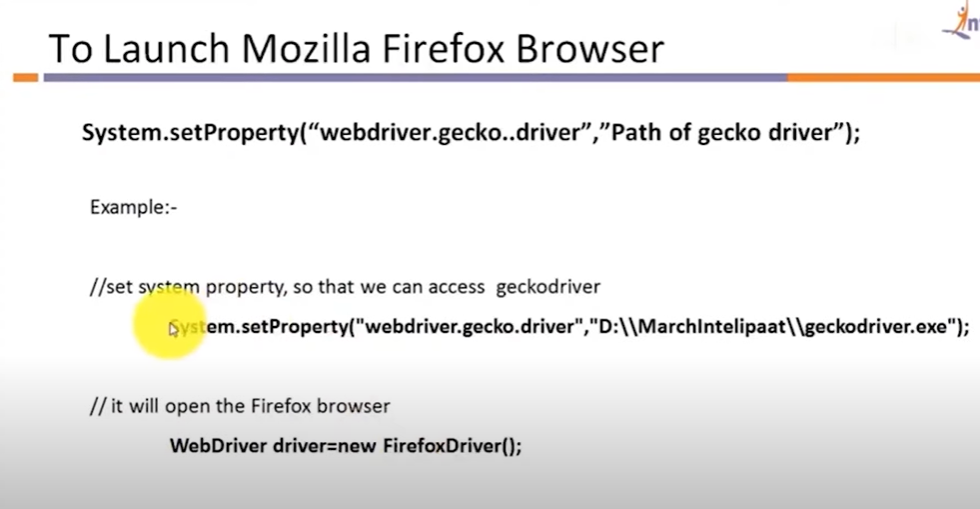 To Launch Mozilla Firefox Browser
System.setProperty(“webdriver.gecko..driver”,”Path of gecko driver”);
Example:-
//set system property, so that we can access  geckodriver
System.setProperty("webdriver.gecko.driver","D:\\MarchIntelipaat\\geckodriver.exe");
// it will open the Firefox browser
WebDriver driver=new FirefoxDriver();